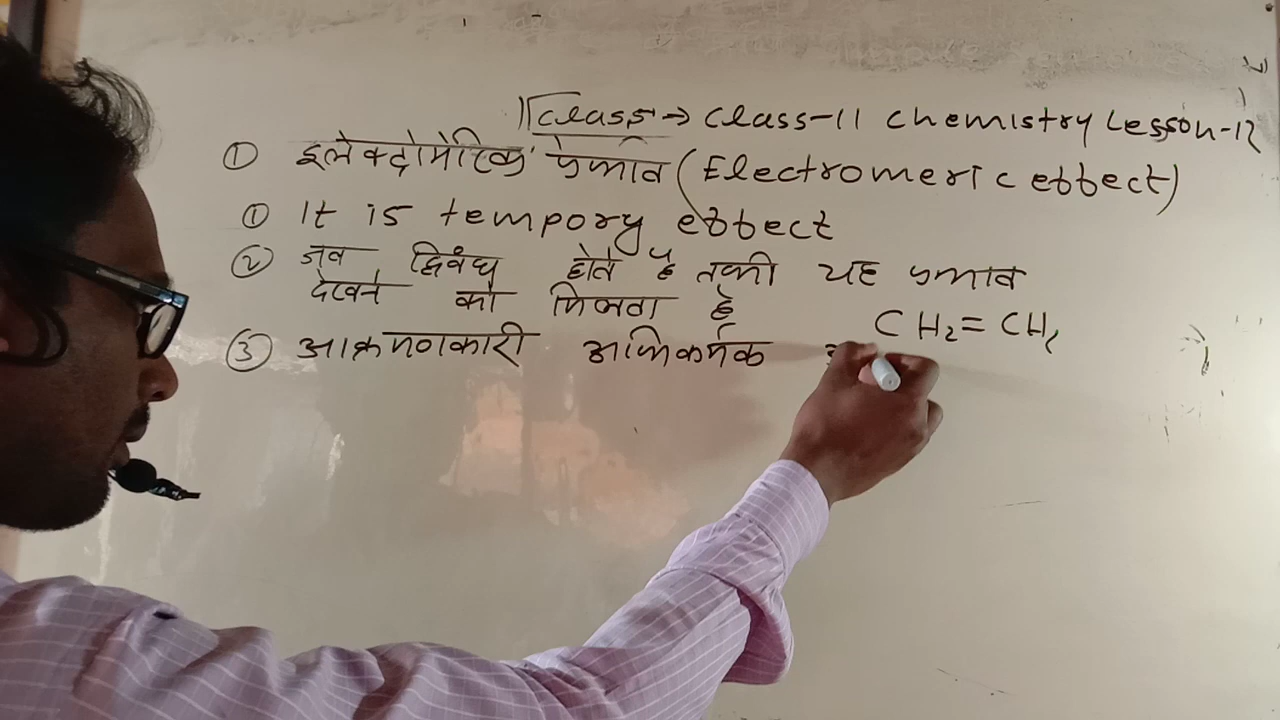 Class → Class-11 Chemistry Lesson-12
① इलेक्ट्रोमेरिक प्रभाव (Electromeric effect)
① It is tempory effect
② जब द्विबंध होते है तभी यह प्रभाव
देखने को मिलता है
CH₂=CH₂
③ आक्रमणकारी अभिकर्मक